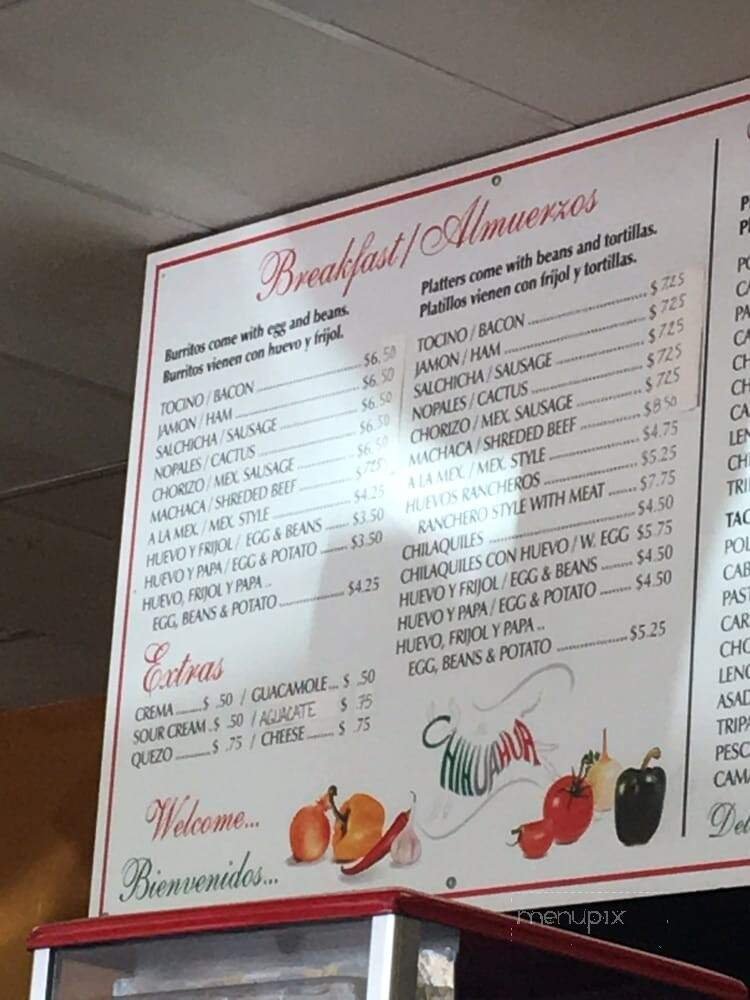 Breakfast / Almuerzos
Burritos come with egg and beans.
Burritos vienen con huevo y frijol.
TOCINO / BACON $6.50
JAMON / HAM $6.50
SALCHICHA / SAUSAGE $6.50
NOPALES / CACTUS $6.50
CHORIZO / MEX. SAUSAGE $6.50
MACHACA / SHREDED BEEF $7.25
A LA MEX. / MEX. STYLE $4.25
HUEVO Y FRIJOL / EGG & BEANS $3.50
HUEVO Y PAPA / EGG & POTATO $3.50
HUEVO, FRIJOL Y PAPA ..
EGG, BEANS & POTATO $4.25
Extras
CREMA $ .50 / GUACAMOLE... $ .50
SOUR CREAM .$ .50 / AGUACATE $ .75
QUEZO $ .75 / CHEESE $ .75
Welcome...
Bienvenidos...
Platters come with beans and tortillas.
Platillos vienen con frijol y tortillas.
TOCINO / BACON $7.25
JAMON / HAM $7.25
SALCHICHA / SAUSAGE $7.25
NOPALES / CACTUS $7.25
CHORIZO / MEX. SAUSAGE $7.25
MACHACA / SHREDED BEEF $8.50
A LA MEX. / MEX. STYLE $4.75
HUEVOS RANCHEROS $5.25
RANCHERO STYLE WITH MEAT $7.75
CHILAQUILES $4.50
CHILAQUILES CON HUEVO / W. EGG $5.75
HUEVO Y FRIJOL / EGG & BEANS $4.50
HUEVO Y PAPA / EGG & POTATO $4.50
HUEVO, FRIJOL Y PAPA ..
EGG, BEANS & POTATO $5.25
CHIHUAHUA
TRIPA
menupix